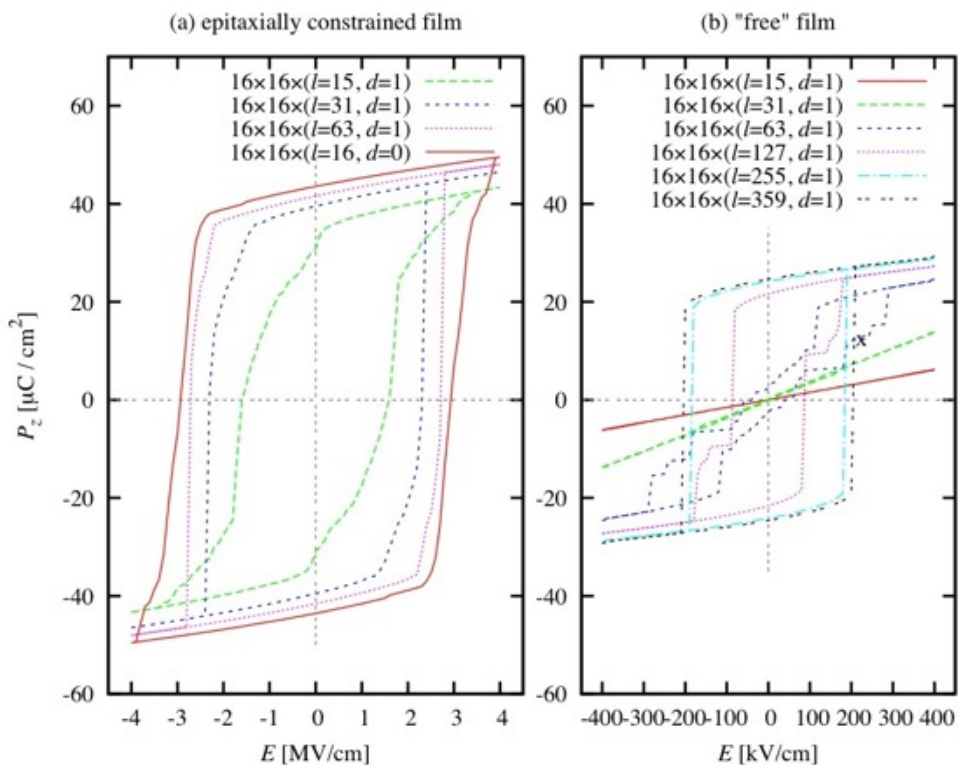 (a) epitaxially constrained film
16×16×(l=15, d=1)
16×16×(l=31, d=1)
16×16×(l=63, d=1)
16×16×(l=16, d=0)
60
40
20
0
-20
-40
-60
P_z [µC / cm²]
-4 -3 -2 -1 0 1 2 3 4
E [MV/cm]
(b) "free" film
16×16×(l=15, d=1)
16×16×(l=31, d=1)
16×16×(l=63, d=1)
16×16×(l=127, d=1)
16×16×(l=255, d=1)
16×16×(l=359, d=1)
x
60
40
20
0
-20
-40
-60
-400 -300 -200 -100 0 100 200 300 400
E [kV/cm]